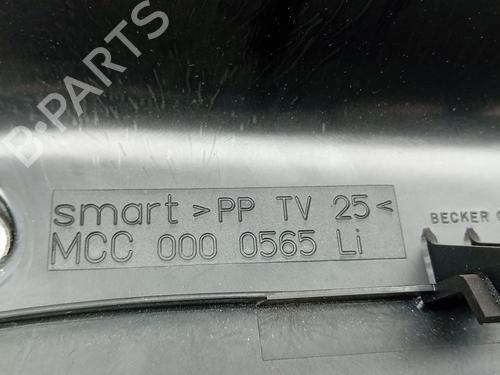 B-PARTS
smart >PP TV 25<
MCC 000 0565 Li
BECKER